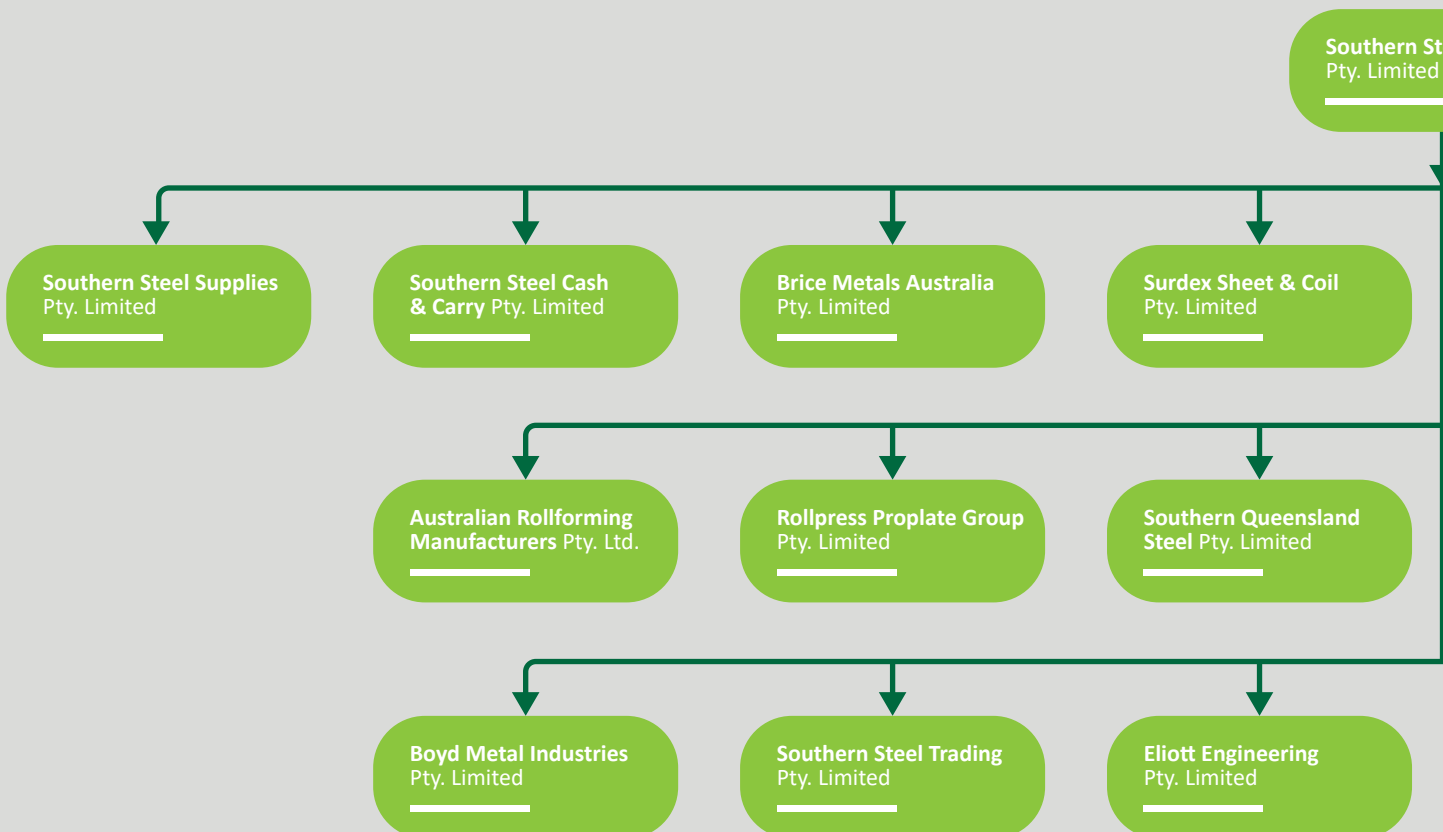 Southern St
Pty. Limited
Southern Steel Supplies
Pty. Limited
Southern Steel Cash
& Carry Pty. Limited
Brice Metals Australia
Pty. Limited
Surdex Sheet & Coil
Pty. Limited
Australian Rollforming
Manufacturers Pty. Ltd.
Rollpress Proplate Group
Pty. Limited
Southern Queensland
Steel Pty. Limited
Boyd Metal Industries
Pty. Limited
Southern Steel Trading
Pty. Limited
Eliott Engineering
Pty. Limited